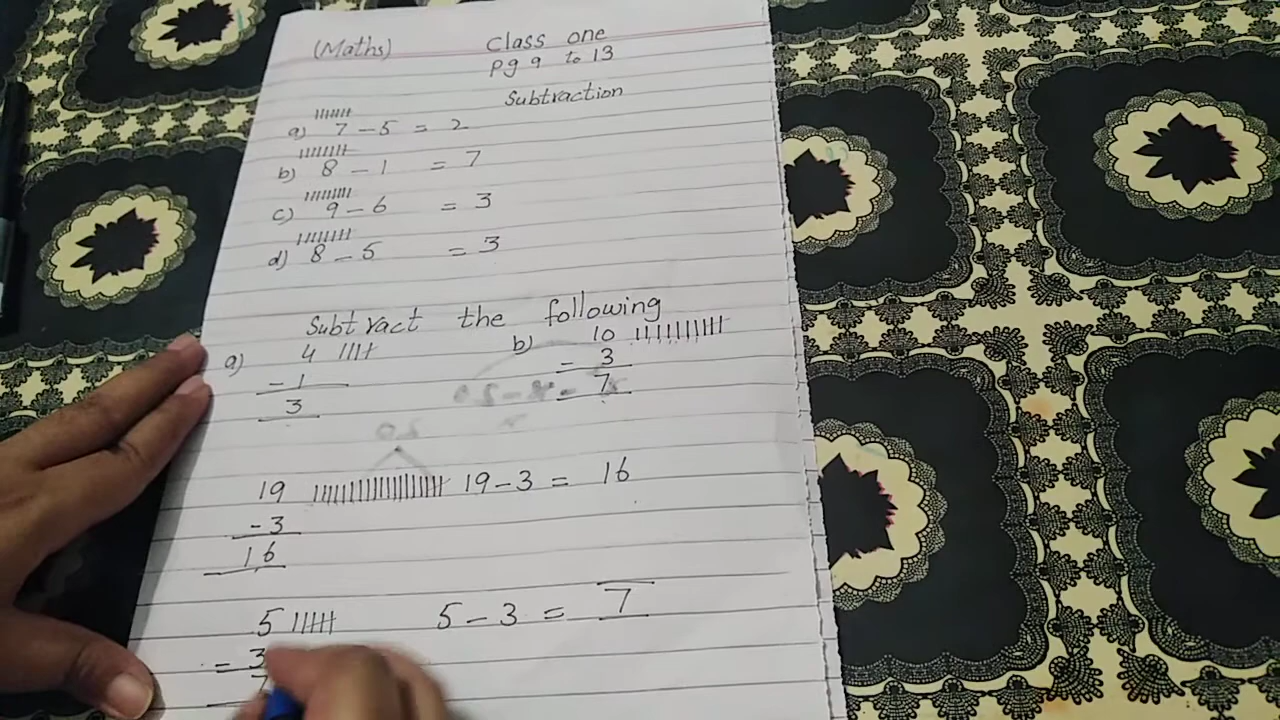 (Maths) Class one
pg 9 to 13
Subtraction
a) 7 - 5 = 2
b) 8 - 1 = 7
c) 9 - 6 = 3
d) 8 - 5 = 3
Subtract the following
a) 4 b) 10
- 1 - 3
3 7
19 19-3 = 16
- 3
16
5 5-3 = 7
- 3